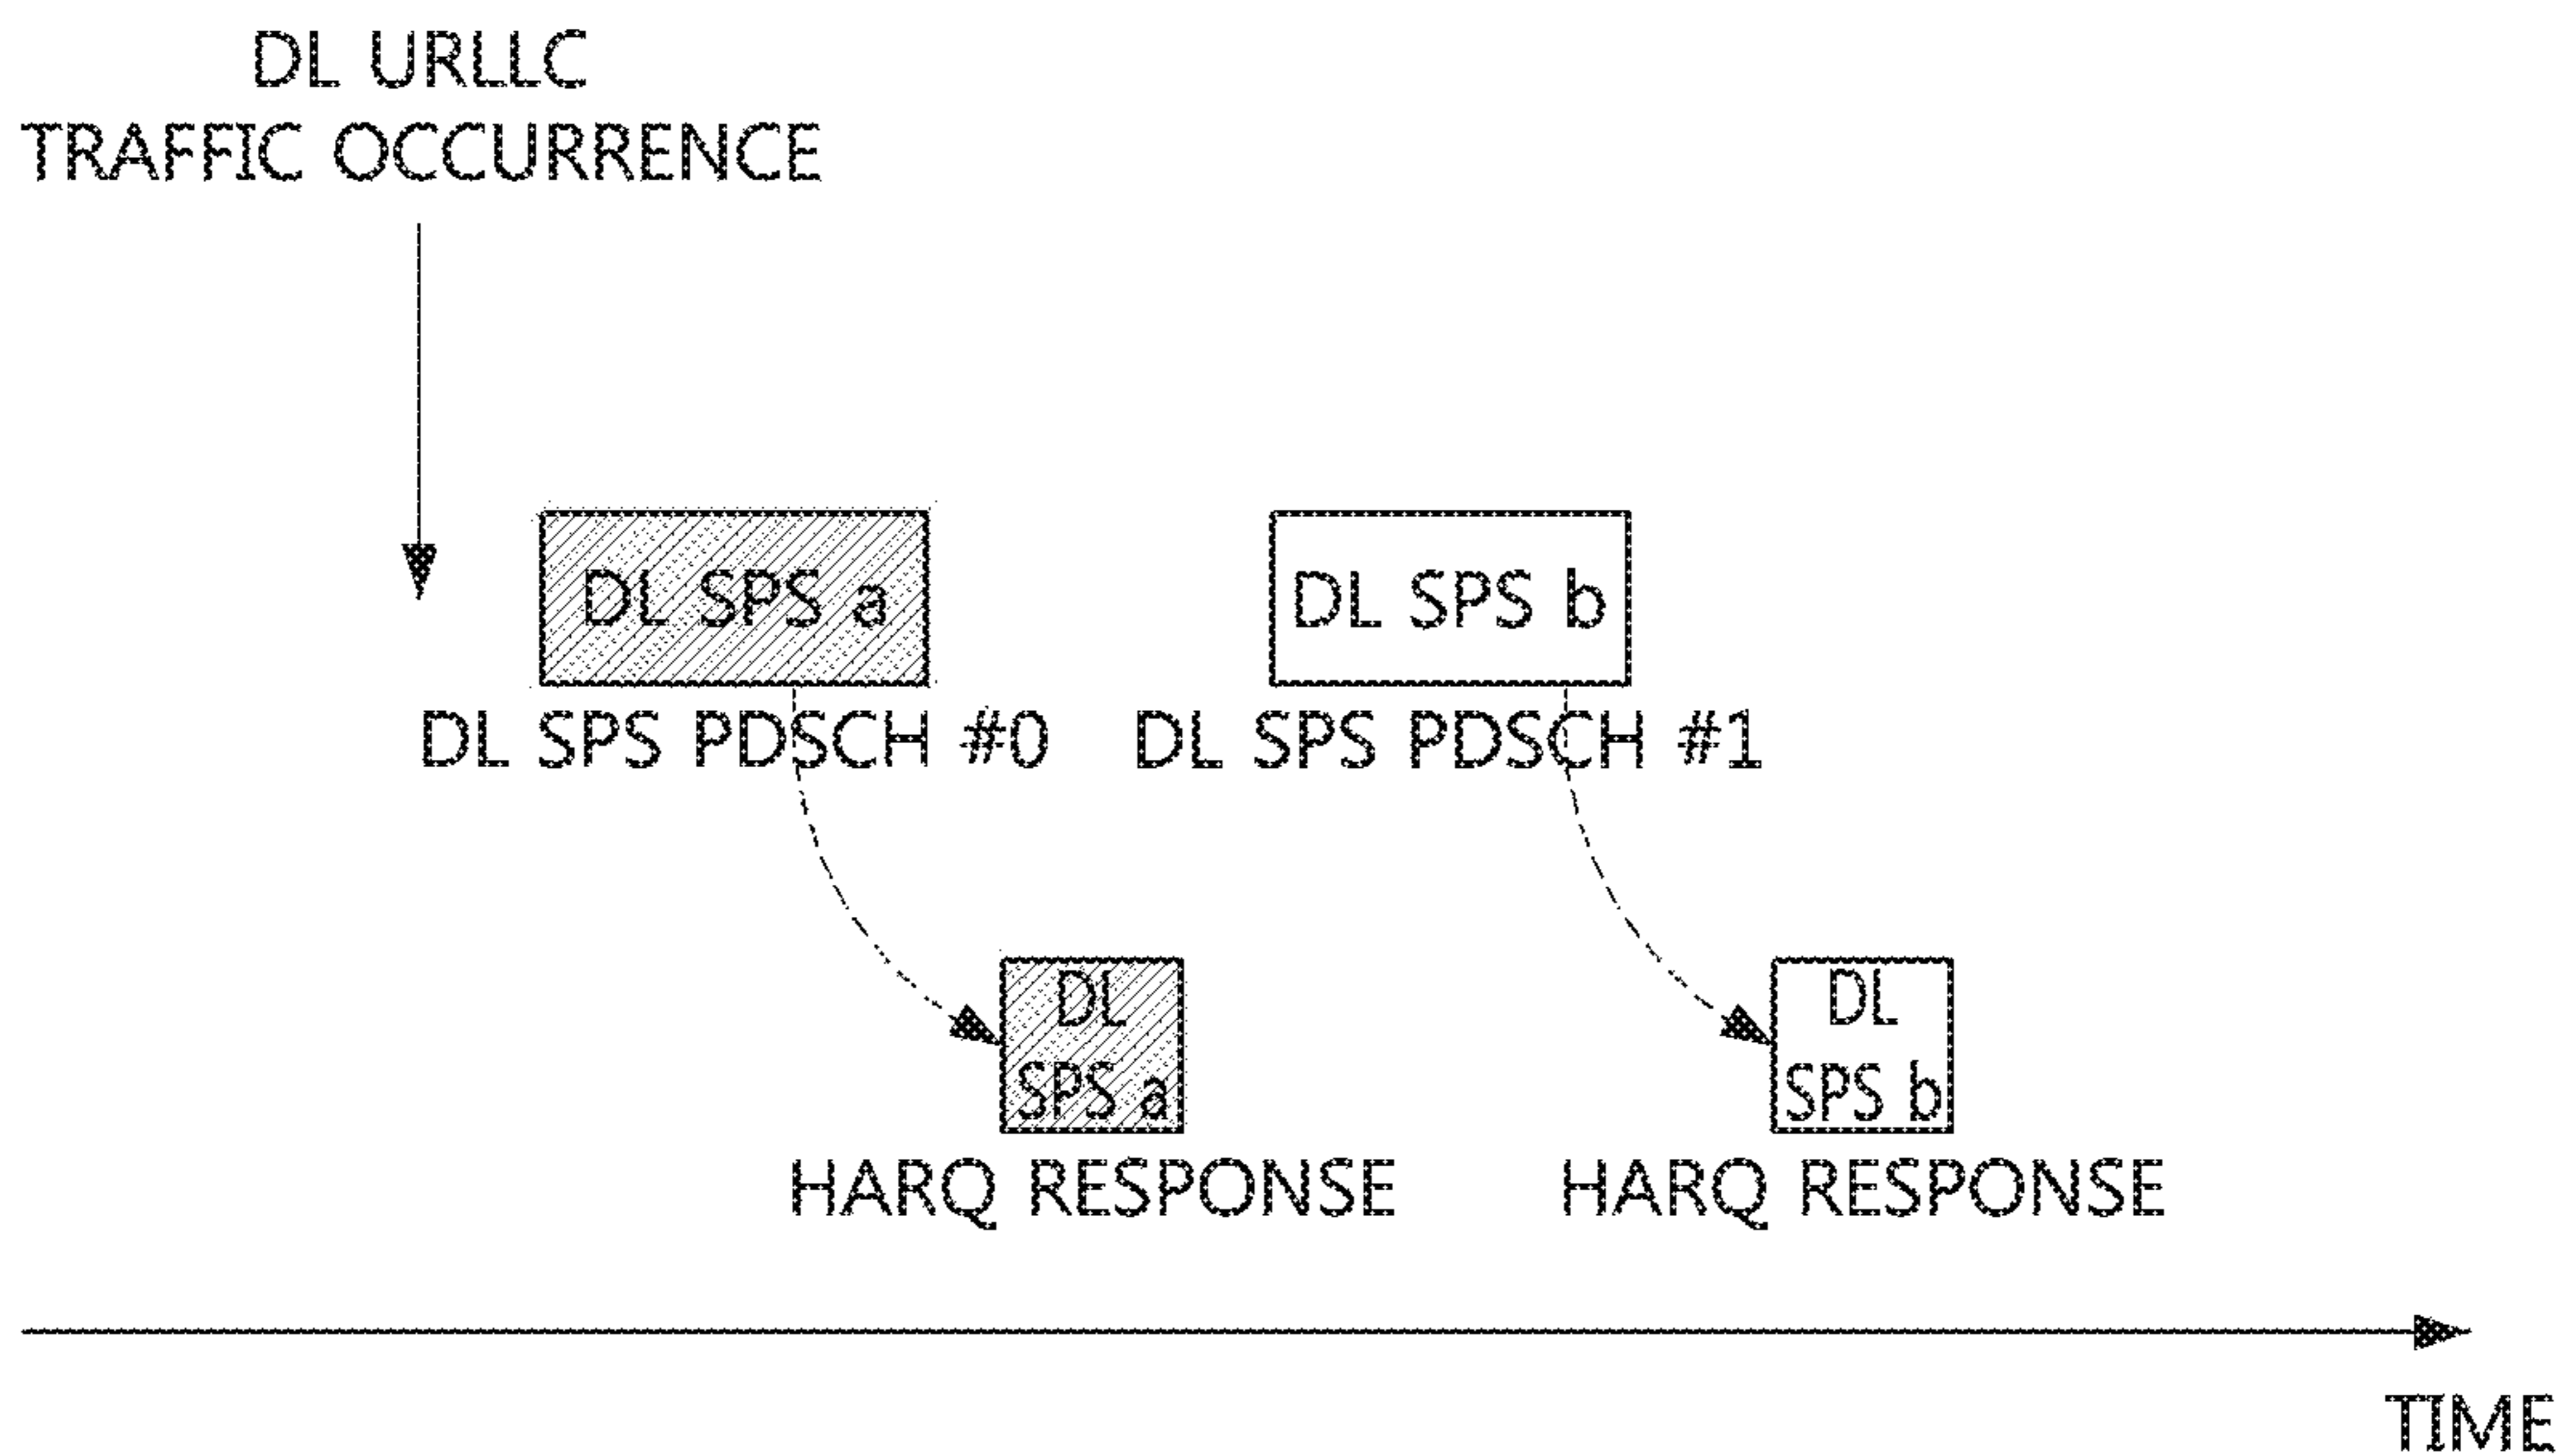 DL URLLC
TRAFFIC OCCURRENCE
DL SPS a
DL SPS b
DL SPS PDSCH #0
DL SPS PDSCH #1
DL
SPS a
DL
SPS b
HARQ RESPONSE
HARQ RESPONSE
TIME